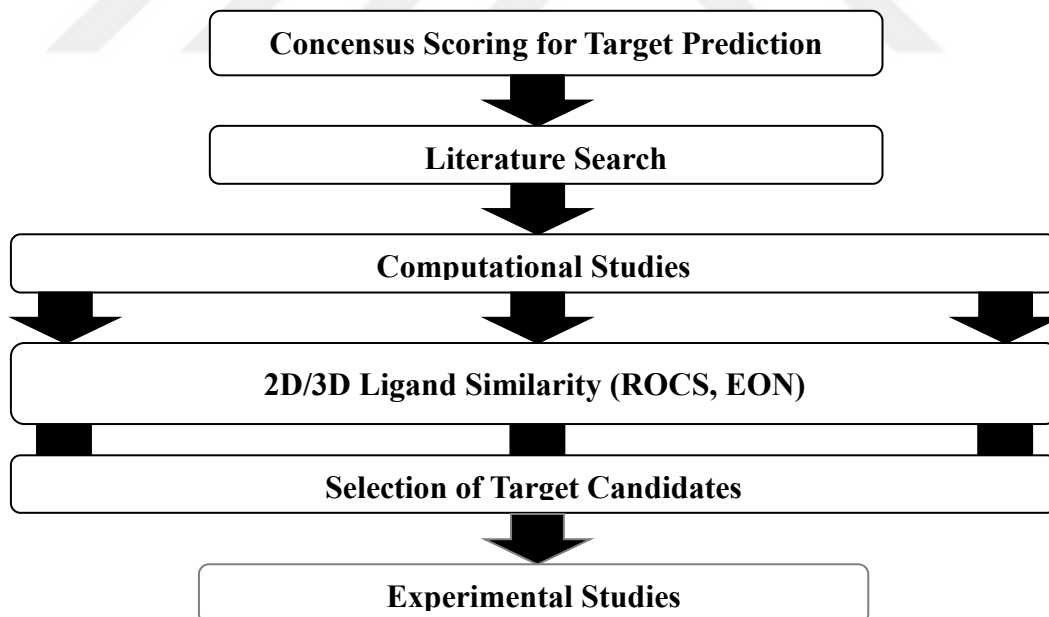 Concensus Scoring for Target Prediction
Literature Search
Computational Studies
2D/3D Ligand Similarity (ROCS, EON)
Selection of Target Candidates
Experimental Studies